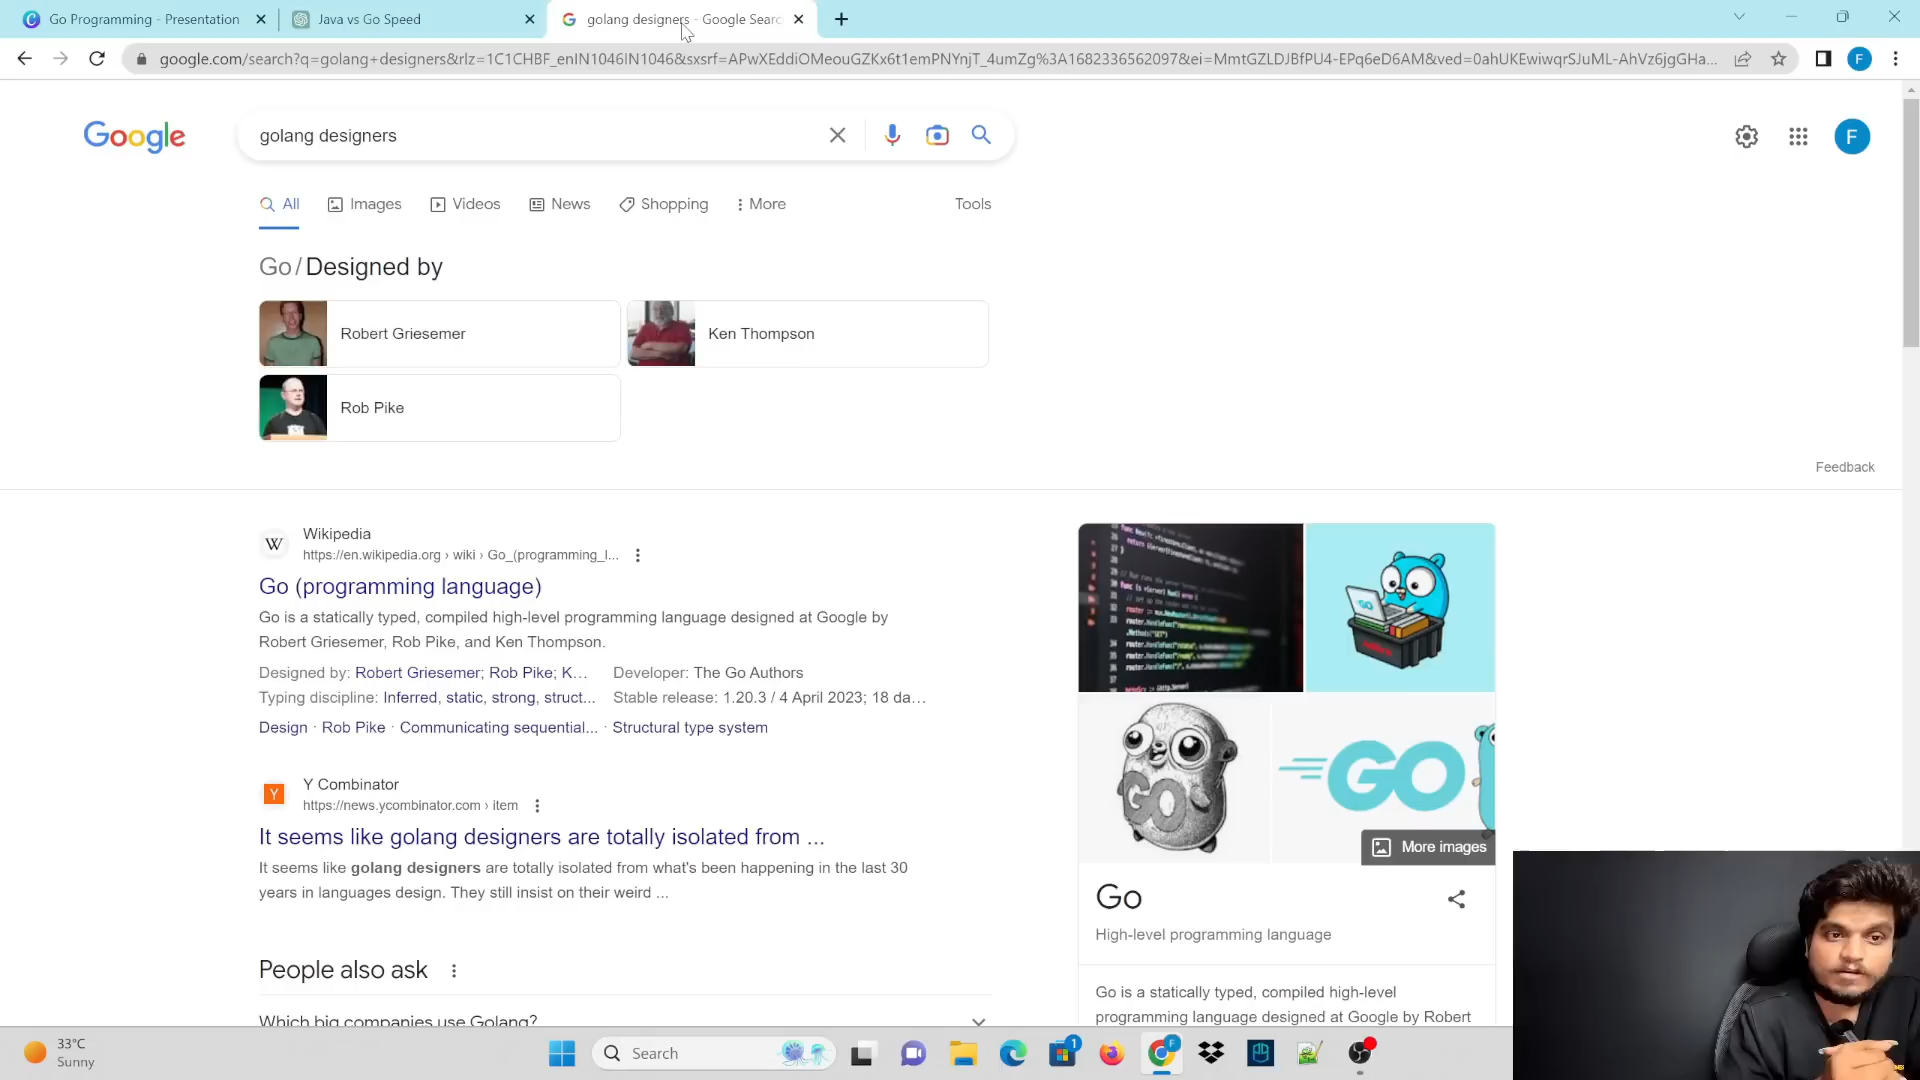 Go Programming - Presentation
Java vs Go Speed
golang designers - Google Searc
google.com/search?q=golang+designers&rlz=1C1CHBF_enIN1046IN1046&sxsrf=APwXEddiOMeouGZKx6t1emPNYnjT_4umZg%3A1682336562097&ei=MmtGZLDJBfPU4-EPq6eD6AM&ved=0ahUKEwiwqrSJuML-AhVz6jgGHa...
F
Google
golang designers
F
All
Images
Videos
News
Shopping
More
Tools
Go/Designed by
Robert Griesemer
Ken Thompson
Rob Pike
Feedback
W
Wikipedia
https://en.wikipedia.org › wiki › Go_(programming_l...
Go (programming language)
Go is a statically typed, compiled high-level programming language designed at Google by
Robert Griesemer, Rob Pike, and Ken Thompson.
Designed by: Robert Griesemer; Rob Pike; K...
Developer: The Go Authors
Typing discipline: Inferred, static, strong, struct...
Stable release: 1.20.3 / 4 April 2023; 18 da...
Design · Rob Pike · Communicating sequential... · Structural type system
Y
Y Combinator
https://news.ycombinator.com › item
It seems like golang designers are totally isolated from ...
It seems like golang designers are totally isolated from what's been happening in the last 30
years in languages design. They still insist on their weird ...
People also ask
Which big companies use Golang?
GO
GO
GO
More images
Go
High-level programming language
Go is a statically typed, compiled high-level
programming language designed at Google by Robert
33°C
Sunny
Search
1
F